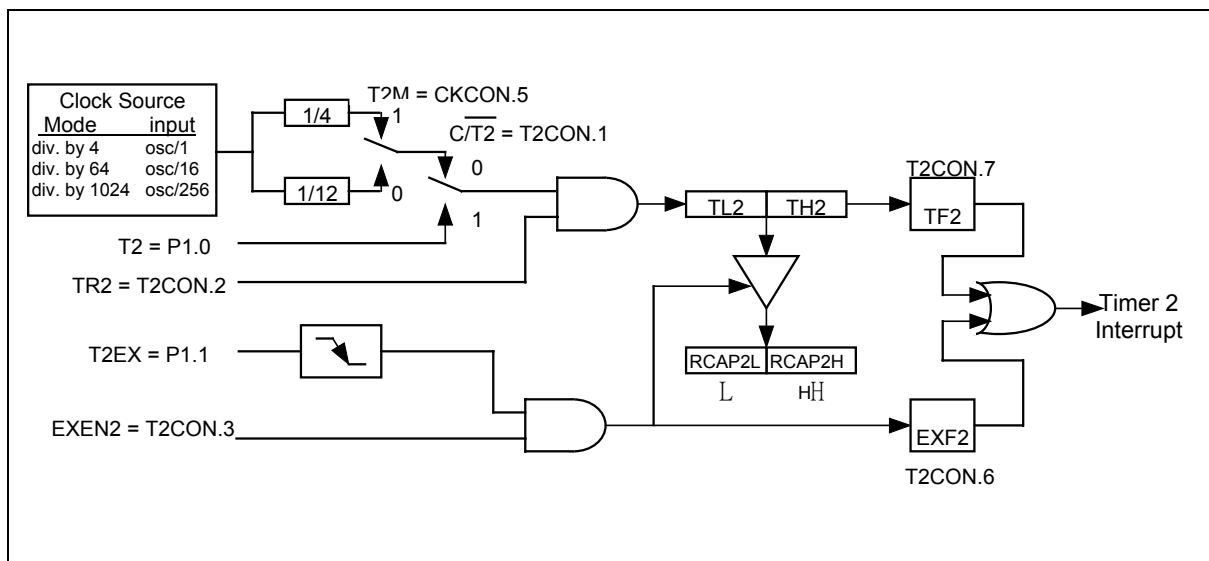 Clock Source
Mode input
div. by 4 osc/1
div. by 64 osc/16
div. by 1024 osc/256
1/4
1/12
T2M = CKCON.5
1
0
C/T2 = T2CON.1
0
1
T2 = P1.0
TR2 = T2CON.2
T2EX = P1.1
EXEN2 = T2CON.3
TL2 TH2
RCAP2L RCAP2H
L HH
T2CON.7
TF2
EXF2
T2CON.6
Timer 2
Interrupt